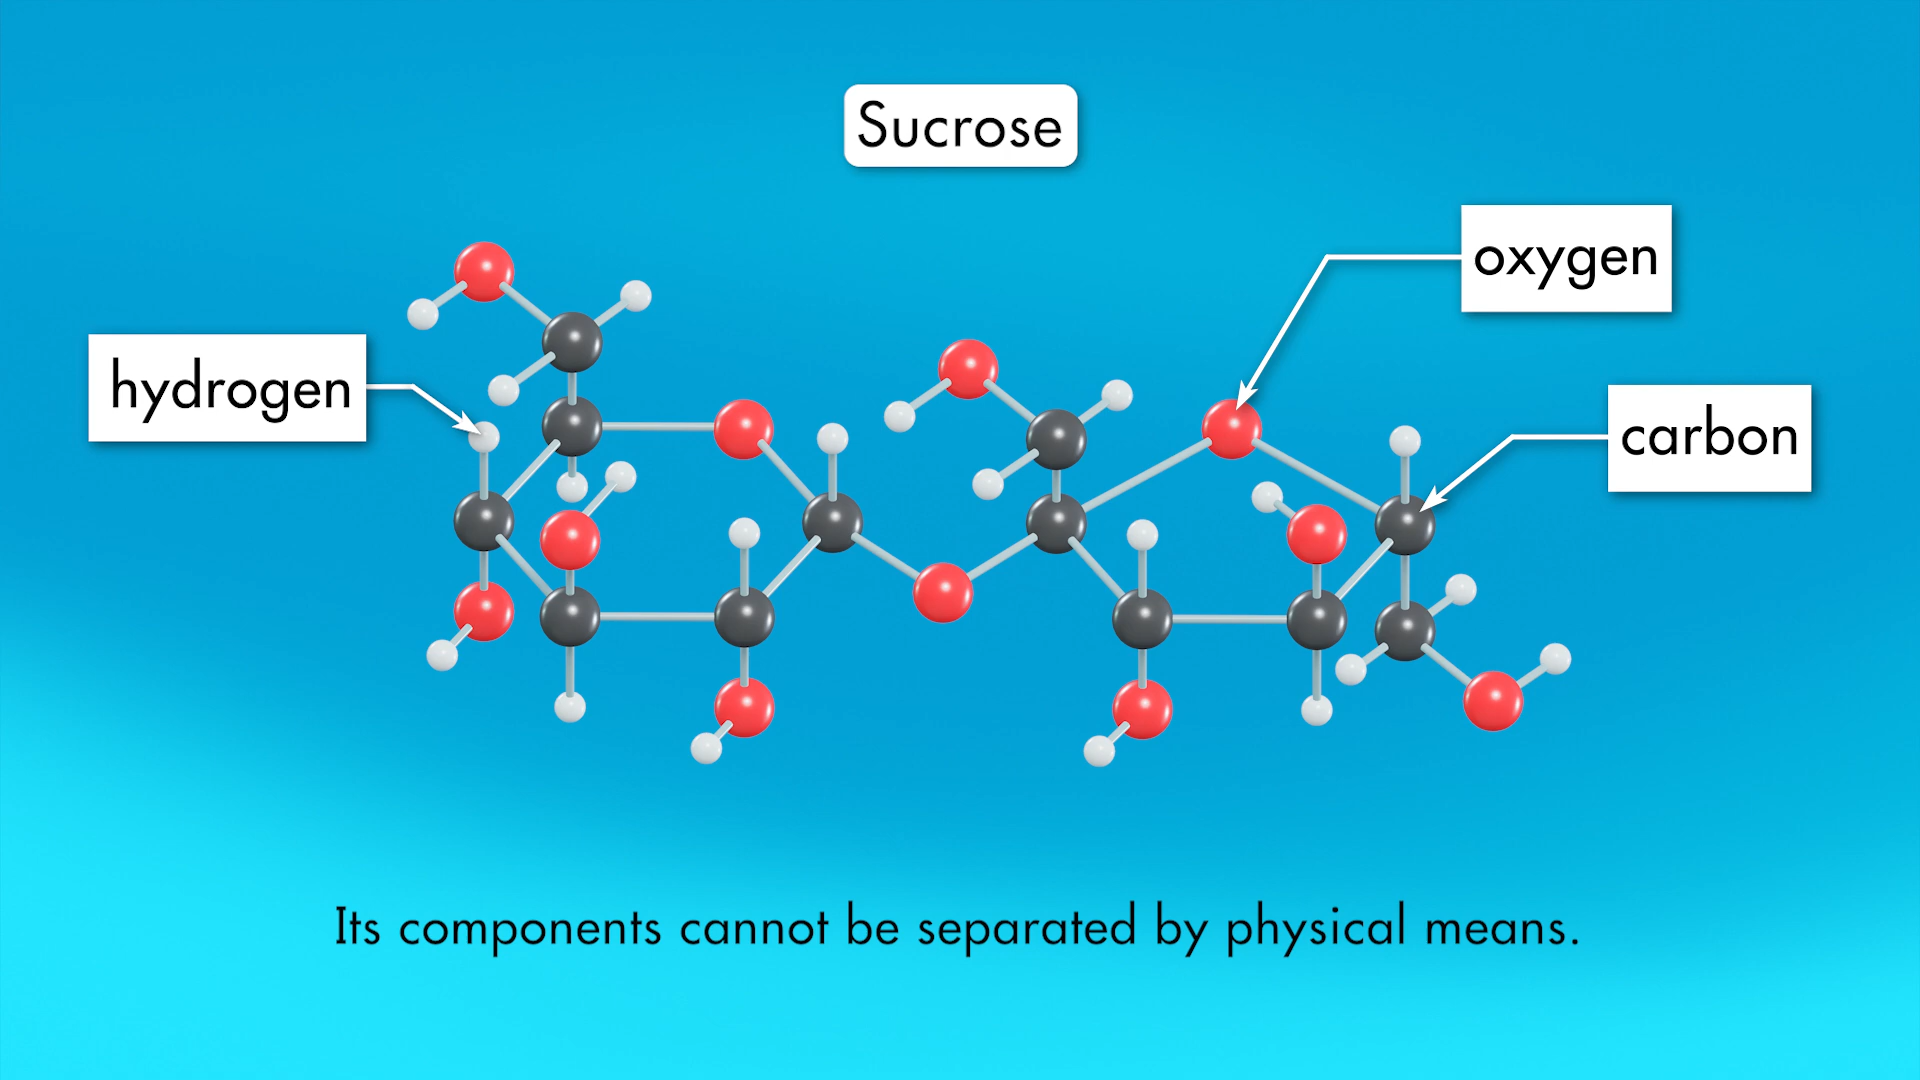 Sucrose
oxygen
hydrogen
carbon
Its components cannot be separated by physical means.